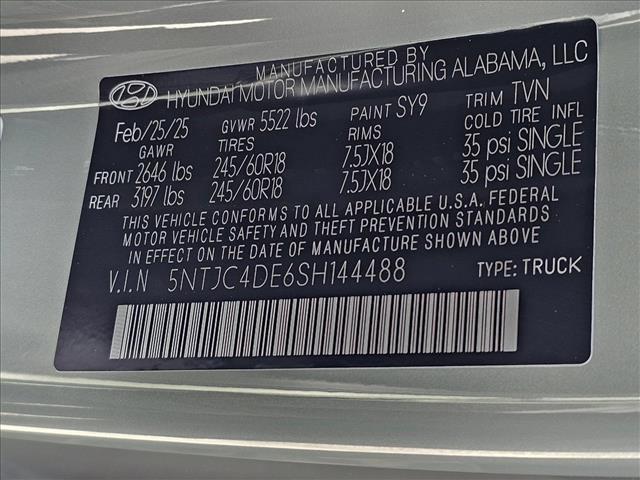 MANUFACTURED BY
HYUNDAI MOTOR MANUFACTURING ALABAMA, LLC
Feb/25/25 GVWR 5522 lbs PAINT SY9 TRIM TVN
GAWR TIRES RIMS COLD TIRE INFL
FRONT 2646 lbs 245/60R18 7.5JX18 35 psi SINGLE
REAR 3197 lbs 245/60R18 7.5JX18 35 psi SINGLE
THIS VEHICLE CONFORMS TO ALL APPLICABLE U.S.A. FEDERAL
MOTOR VEHICLE SAFETY AND THEFT PREVENTION STANDARDS
IN EFFECT ON THE DATE OF MANUFACTURE SHOWN ABOVE
V.I.N 5NTJC4DE6SH144488 TYPE: TRUCK